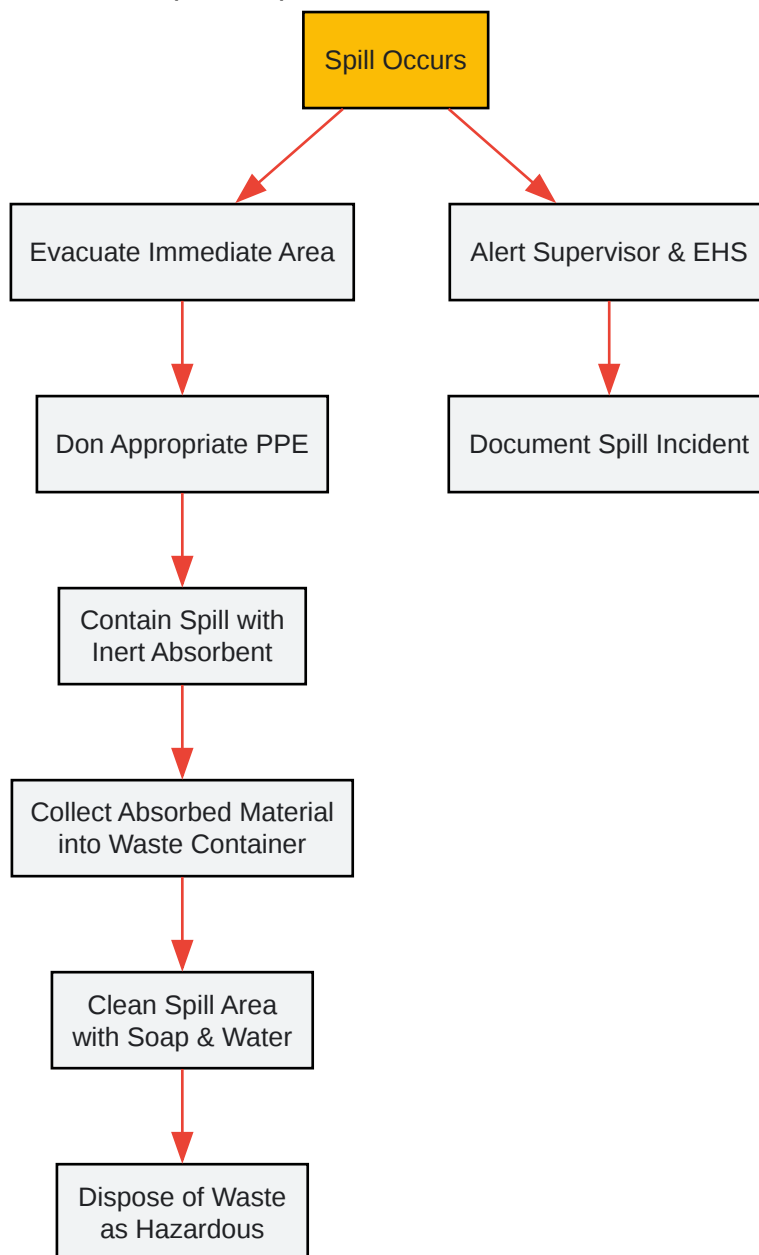 Spill Occurs
Evacuate Immediate Area
Alert Supervisor & EHS
Don Appropriate PPE
Document Spill Incident
Contain Spill with
Inert Absorbent
Collect Absorbed Material
into Waste Container
Clean Spill Area
with Soap & Water
Dispose of Waste
as Hazardous